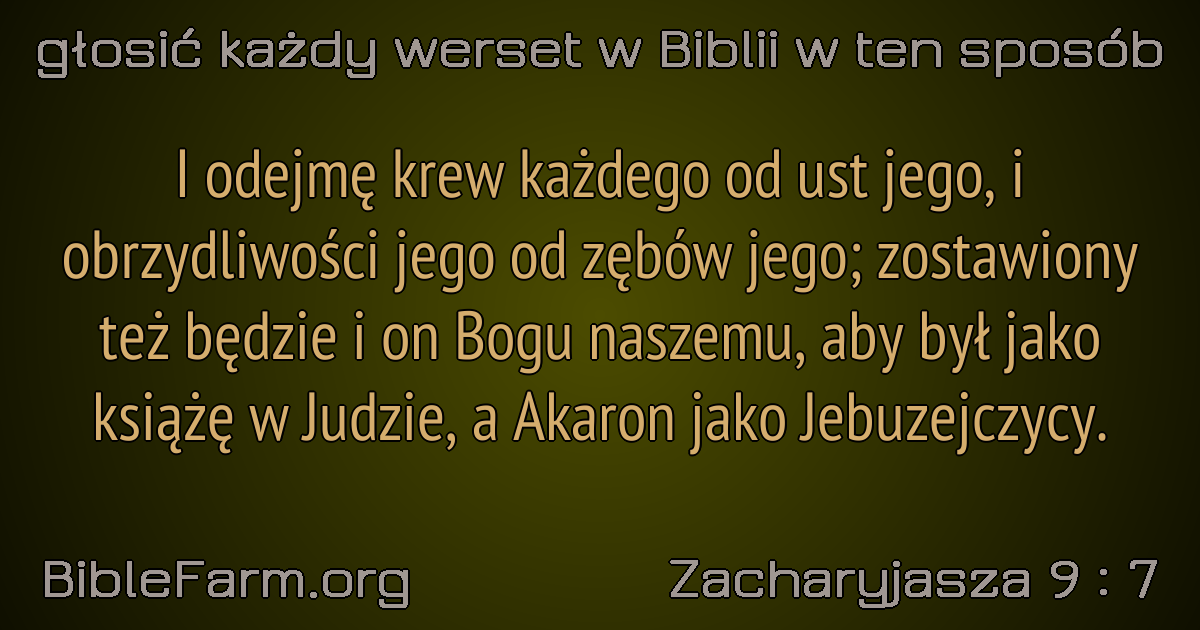 głosić każdy werset w Biblii w ten sposób
I odejmę krew każdego od ust jego, i
obrzydliwości jego od zębów jego; zostawiony
też będzie i on Bogu naszemu, aby był jako
książę w Judzie, a Akaron jako Jebuzejczycy.
BibleFarm.org
Zacharyjasza 9 : 7